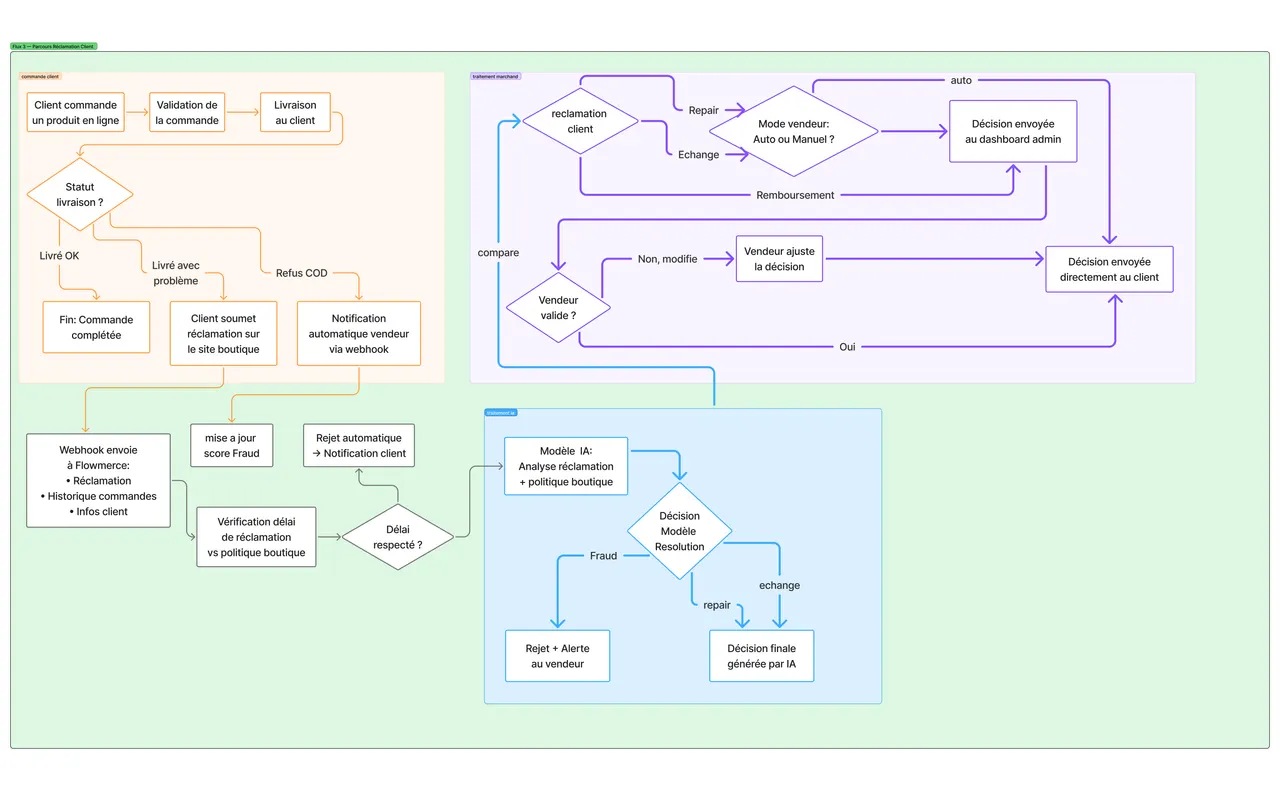 Flux 3 — Parcours Réclamation Client
commande client
Client commande
un produit en ligne
Validation de
la commande
Livraison
au client
Statut
livraison ?
Livré OK
Livré avec
problème
Refus COD
Fin: Commande
complétée
Client soumet
réclamation sur
le site boutique
Notification
automatique vendeur
via webhook
traitement marchand
reclamation
client
Repair
Echange
Mode vendeur:
Auto ou Manuel ?
auto
Décision envoyée
au dashboard admin
Remboursement
compare
Non, modifie
Vendeur ajuste
la décision
Décision envoyée
directement au client
Vendeur
valide ?
Oui
Webhook envoie
à Flowmerce:
• Réclamation
• Historique commandes
• Infos client
mise a jour
score Fraud
Rejet automatique
→ Notification client
Vérification délai
de réclamation
vs politique boutique
Délai
respecté ?
traitement ia
Modèle IA:
Analyse réclamation
+ politique boutique
Décision
Modèle
Resolution
Fraud
echange
repair
Rejet + Alerte
au vendeur
Décision finale
générée par IA